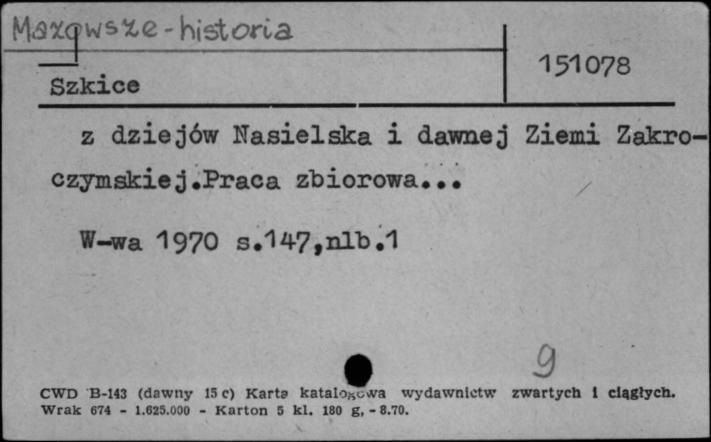 Mazowsze - historia
151078
Szkice
z dziejów Nasielska i dawnej Ziemi Zakro-
czymskiej.Praca zbiorowa...
W-wa 1970 s.147,nlb.1
9
CWD B-143 (dawny 15 c) Karta katalogowa wydawnictw zwartych i ciągłych.
Wrak 674 - 1.625.000 - Karton 5 kl. 180 g. - 8.70.